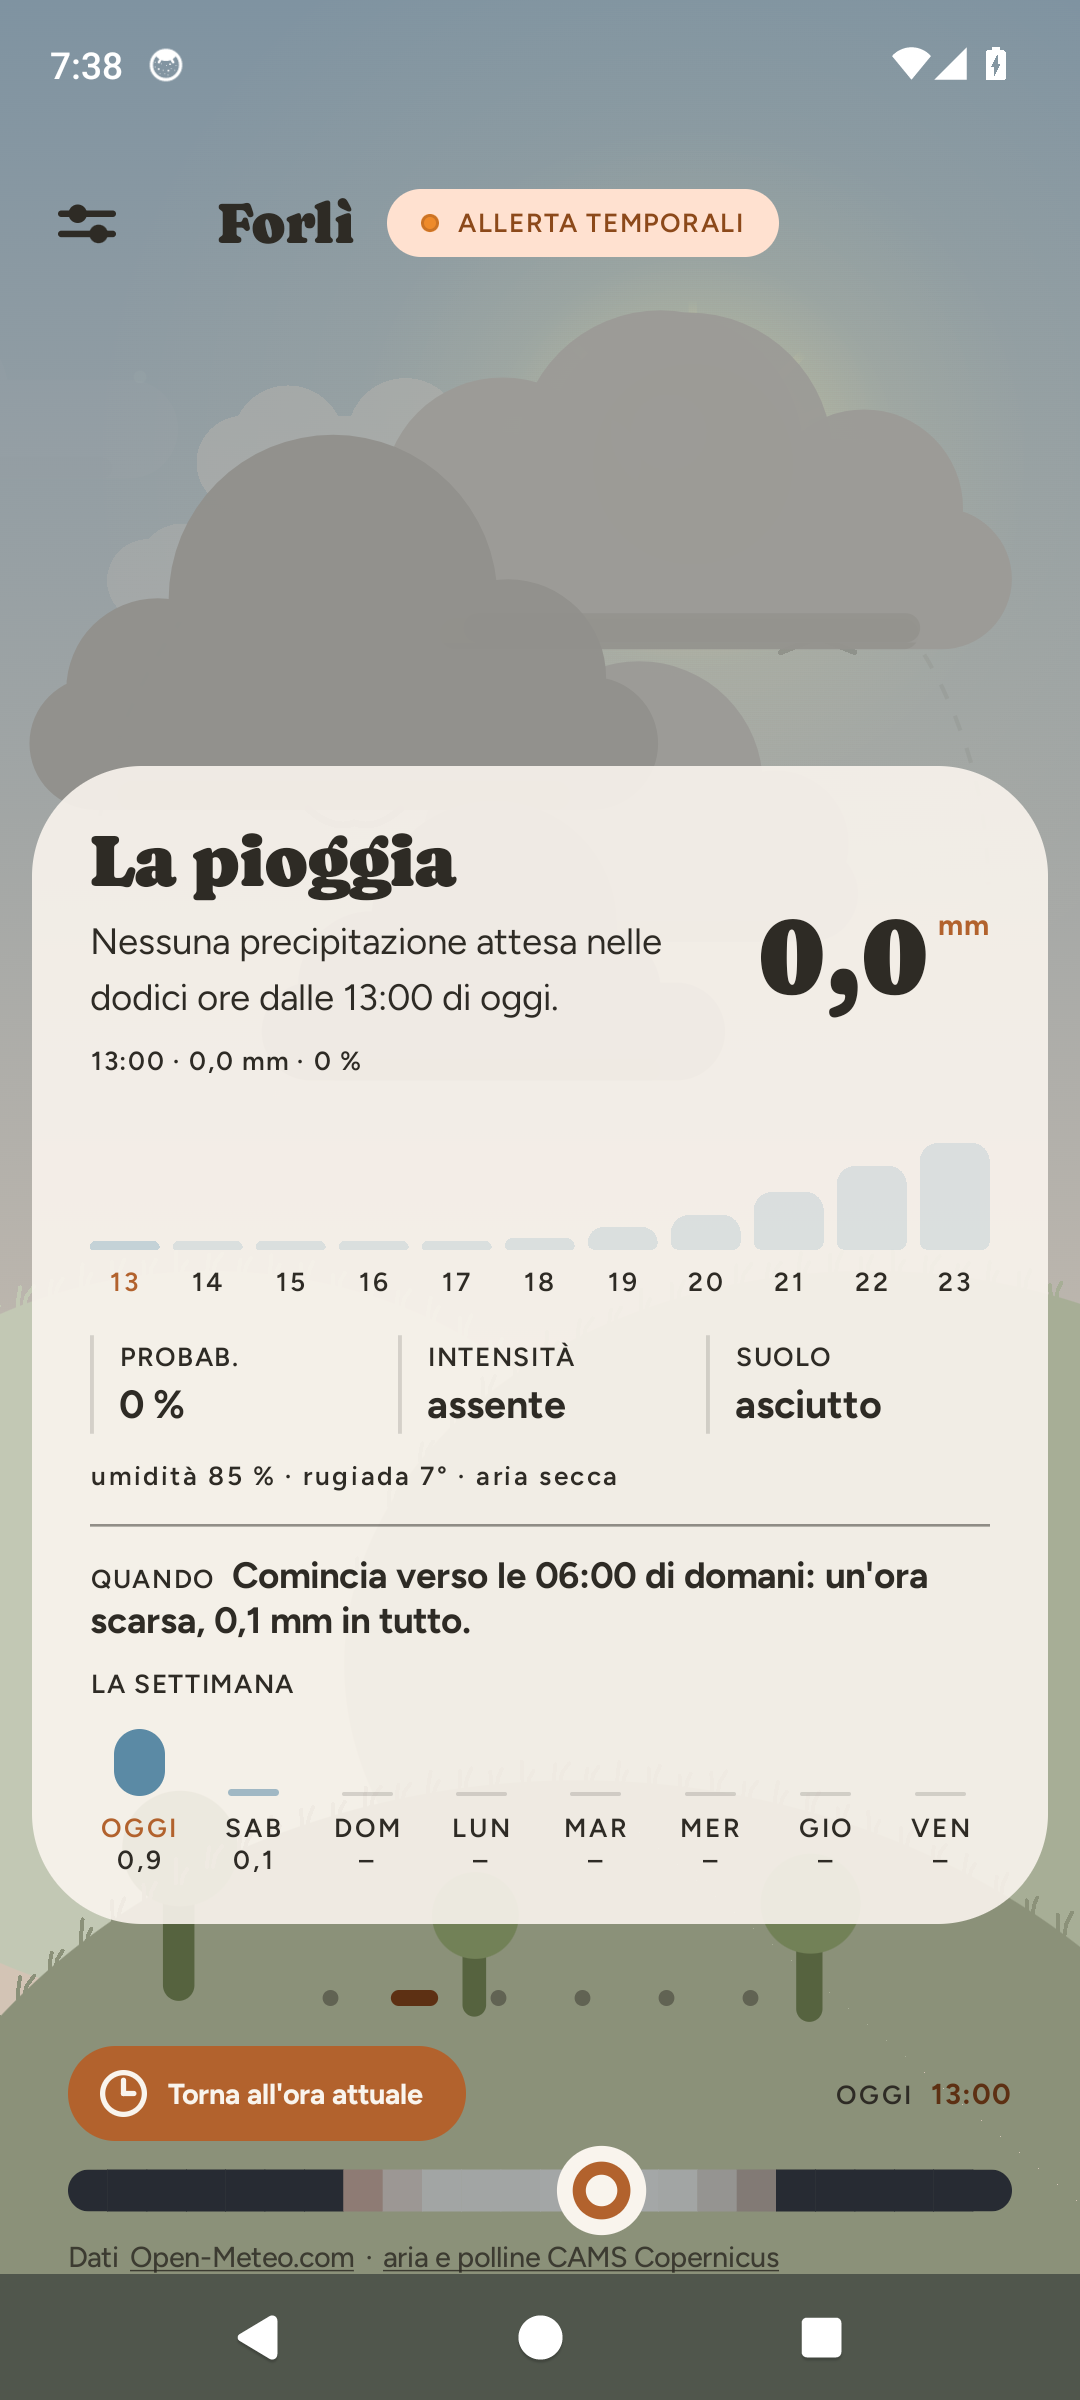 7:38
Forlì
ALLERTA TEMPORALI
La pioggia
Nessuna precipitazione attesa nelle
dodici ore dalle 13:00 di oggi.
0,0 mm
13:00 · 0,0 mm · 0 %
13 14 15 16 17 18 19 20 21 22 23
PROBAB. INTENSITÀ SUOLO
0 % assente asciutto
umidità 85 % · rugiada 7° · aria secca
QUANDO Comincia verso le 06:00 di domani: un'ora
scarsa, 0,1 mm in tutto.
LA SETTIMANA
OGGI SAB DOM LUN MAR MER GIO VEN
0,9 0,1 – – – – – –
Torna all'ora attuale
OGGI 13:00
Dati Open-Meteo.com · aria e polline CAMS Copernicus